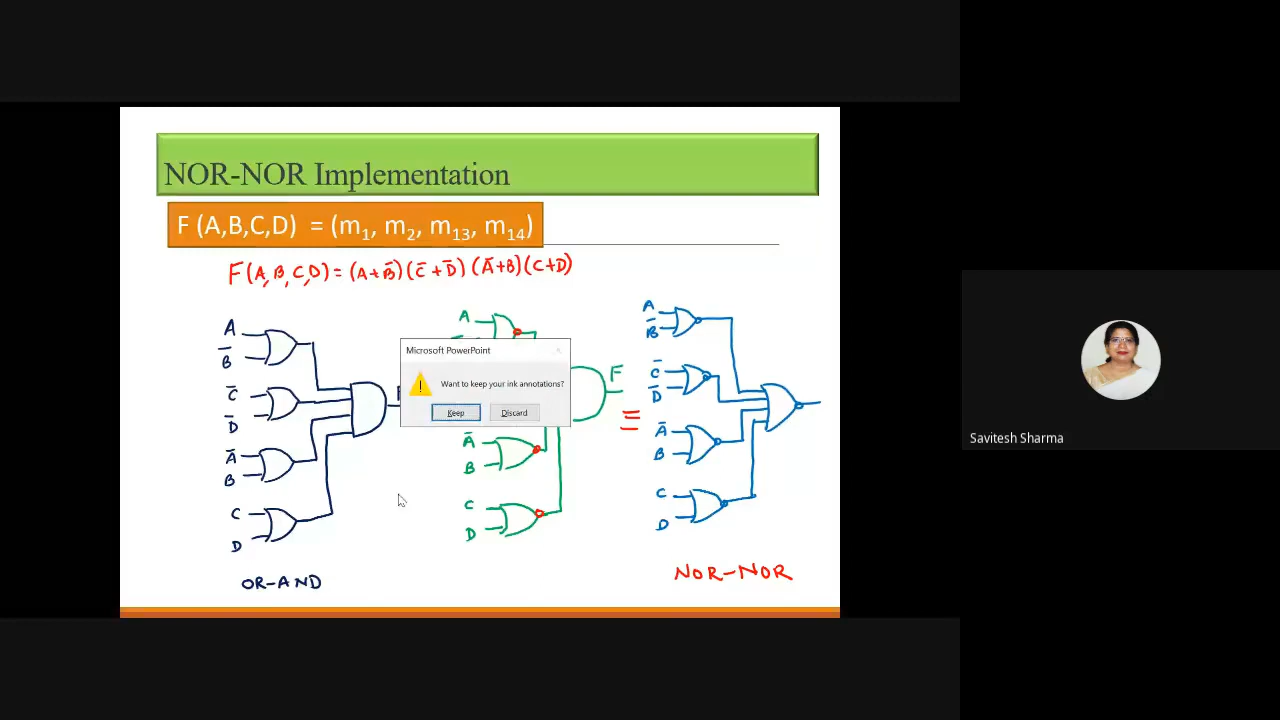 NOR-NOR Implementation
F (A,B,C,D) = (m1, m2, m13, m14)
F(A, B, C, D) = (A+B̅) (C̅+D̅) (A̅+B) (C+D)
A
B̅
C̅
D̅
A̅
B
C
D
OR-AND
A
F
A̅
B
C
D
Microsoft PowerPoint
Want to keep your ink annotations?
Keep
Discard
≡
A
B̅
C̅
D̅
A̅
B
C
D
NOR-NOR
Savitesh Sharma